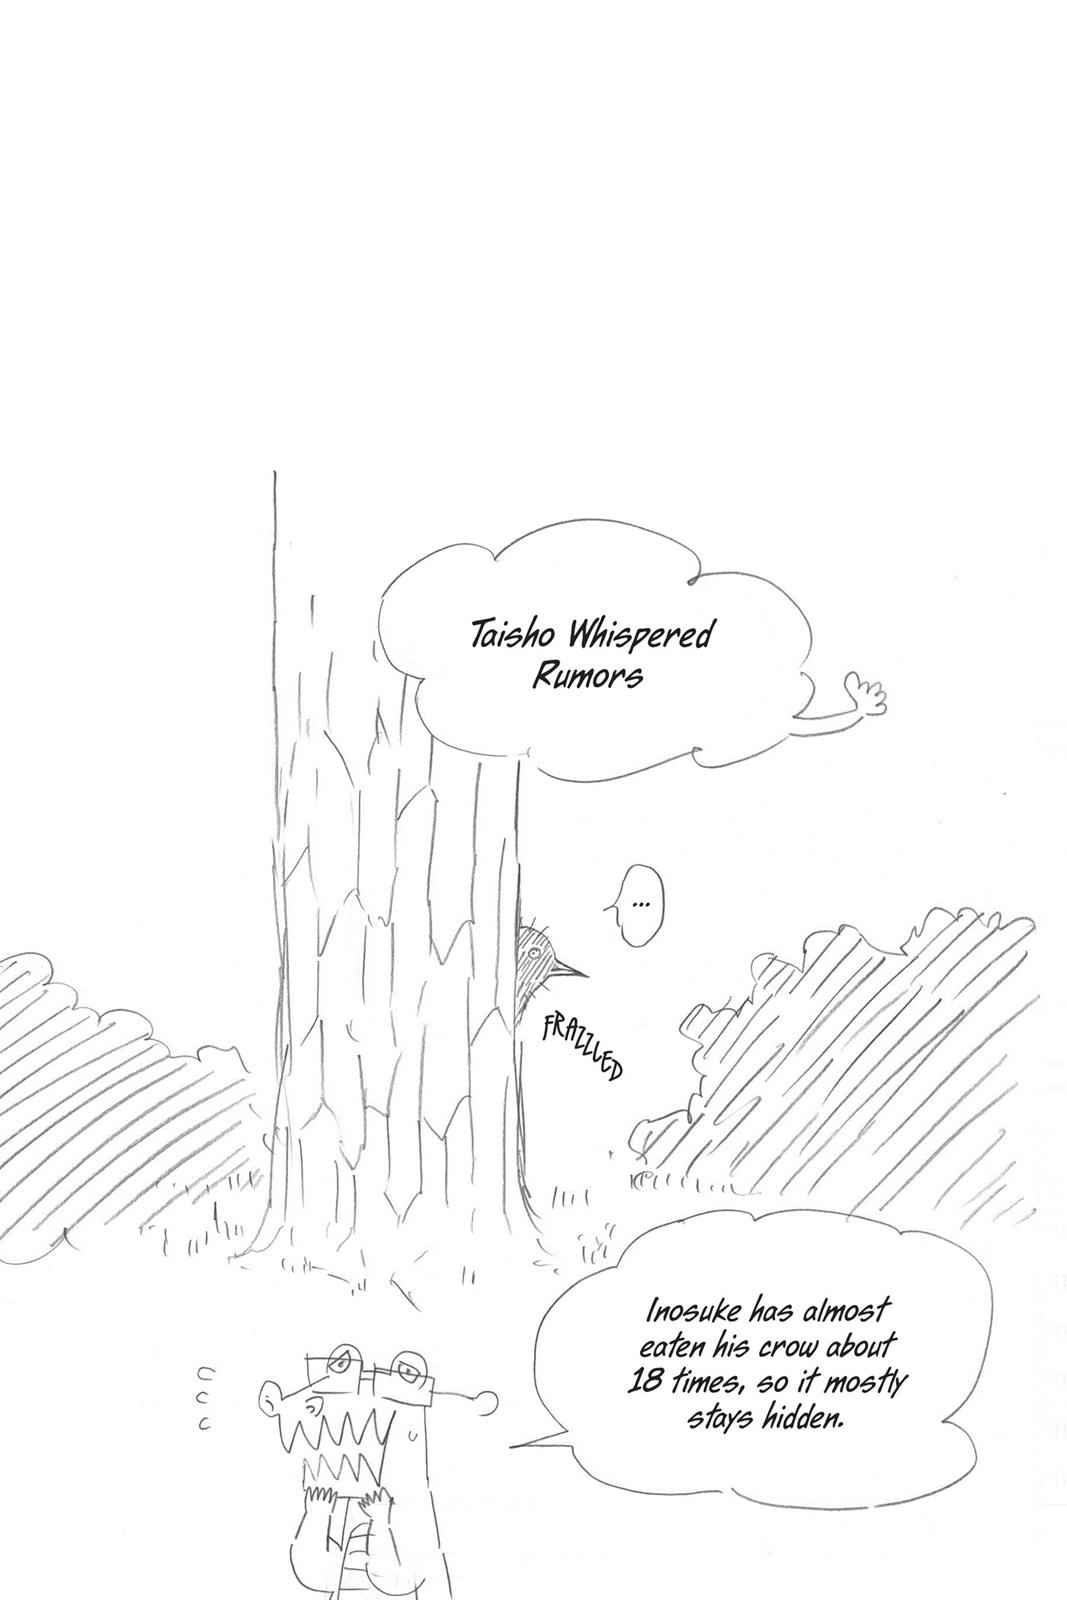 Taisho Whispered
Rumors
...
FRAZZLED
Inosuke has almost
eaten his crow about
18 times, so it mostly
stays hidden.